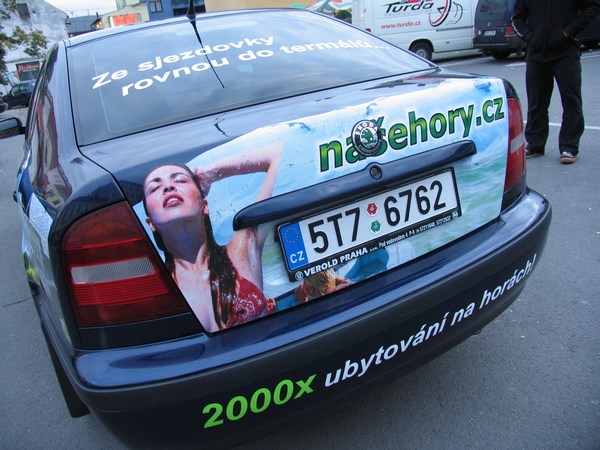 Ze sjezdovky
rovnou do termálů...
našehory.cz
5T7 6762
CZ
VEROLD PRAHA
2000x ubytování na horách!
Turda
www.turda.cz